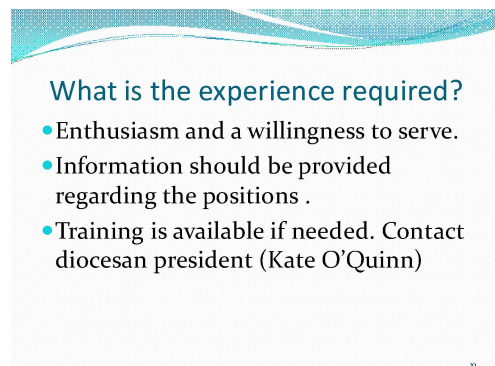 What is the experience required?
Enthusiasm and a willingness to serve.
Information should be provided
regarding the positions .
Training is available if needed. Contact
diocesan president (Kate O’Quinn)